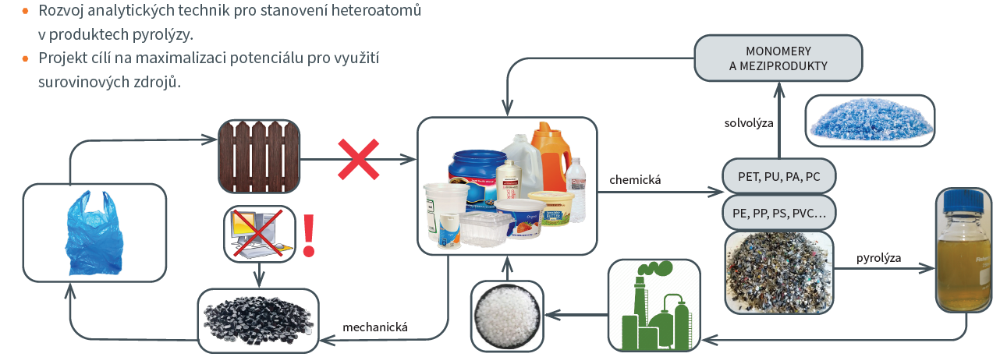 Rozvoj analytických technik pro stanovení heteroatomů
v produktech pyrolýzy.
Projekt cílí na maximalizaci potenciálu pro využití
surovinových zdrojů.
MONOMERY
A MEZIPRODUKTY
solvolýza
chemická
PET, PU, PA, PC
PE, PP, PS, PVC…
pyrolýza
mechanická